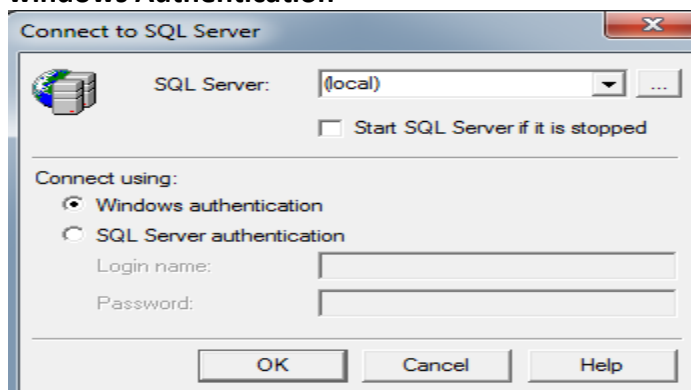 Windows Authentication
Connect to SQL Server
SQL Server: (local) ...
Start SQL Server if it is stopped
Connect using:
Windows authentication
SQL Server authentication
Login name:
Password:
OK Cancel Help